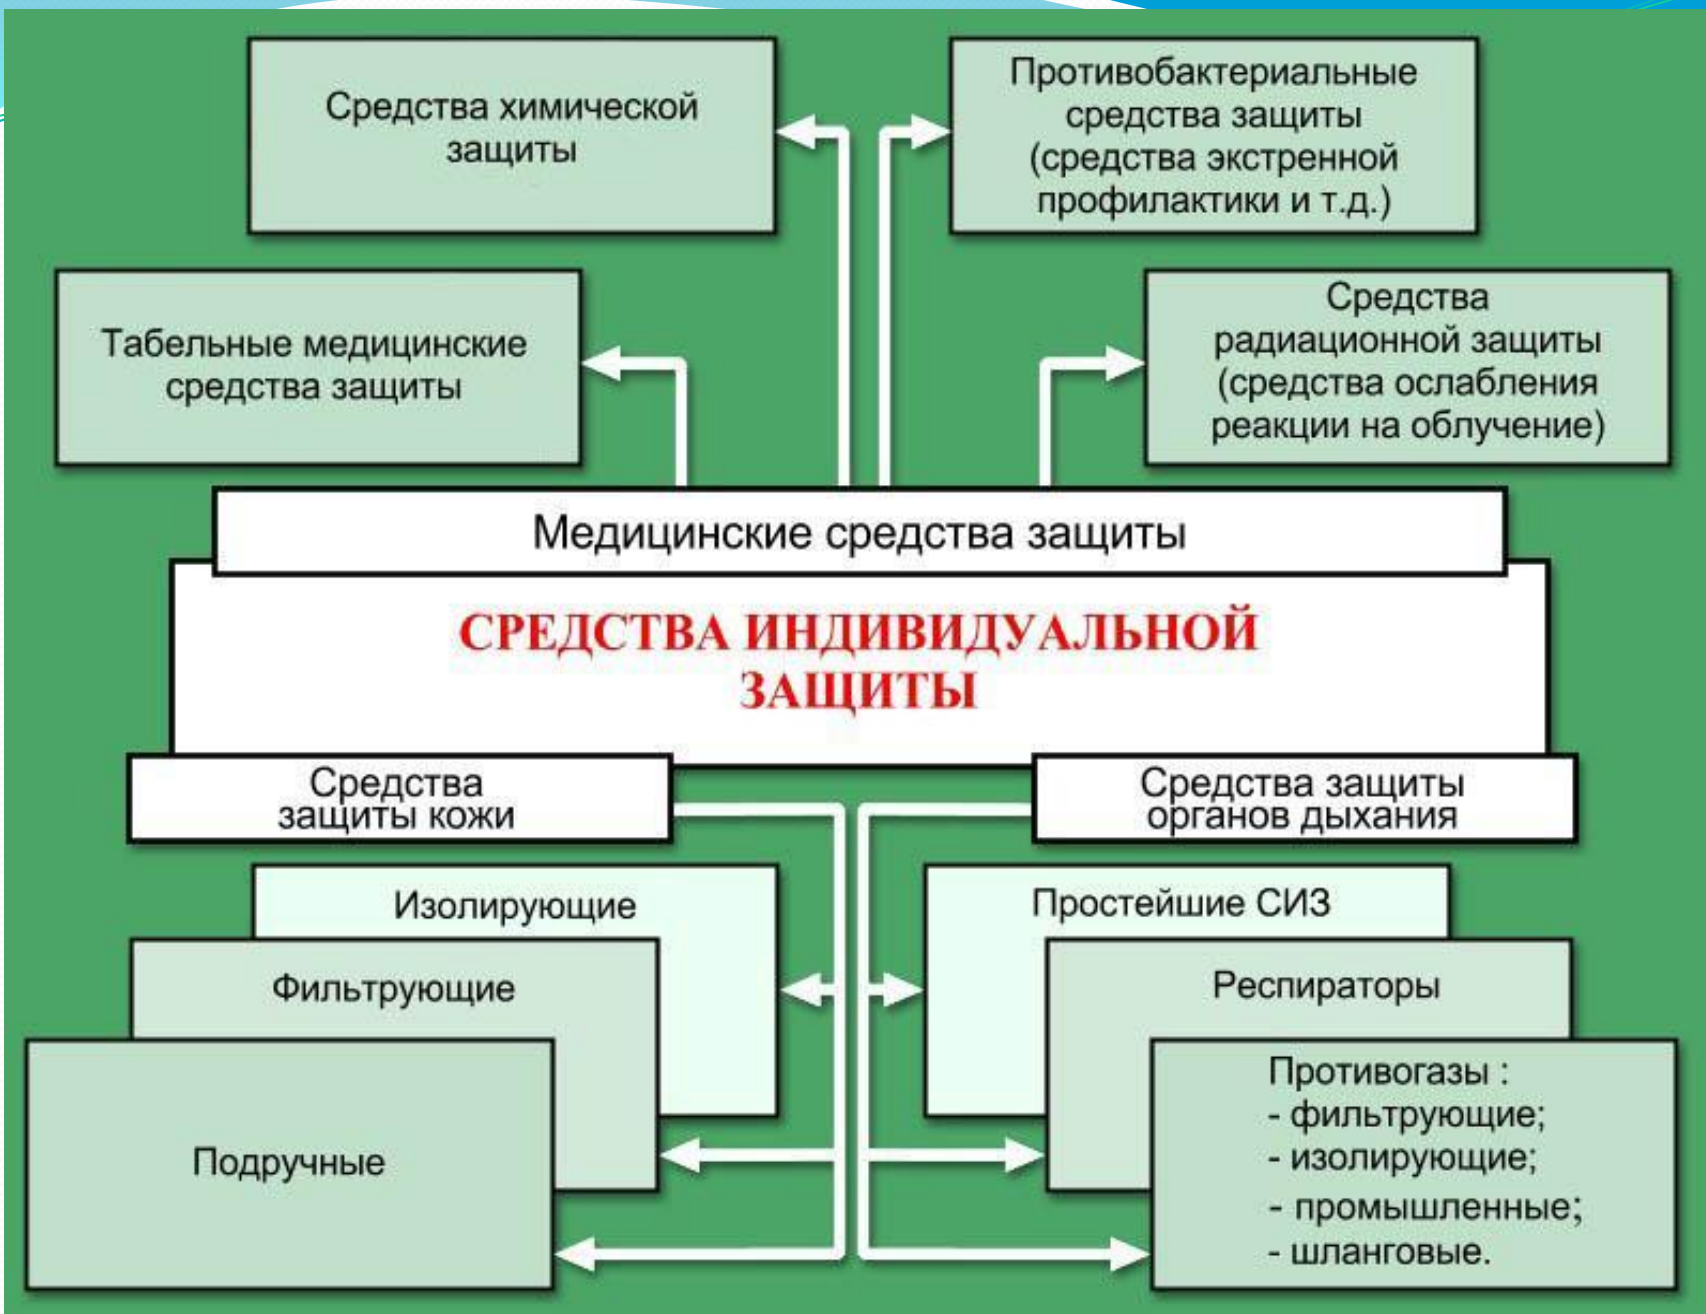 Средства химической
защиты
Противобактериальные
средства защиты
(средства экстренной
профилактики и т.д.)
Табельные медицинские
средства защиты
Средства
радиационной защиты
(средства ослабления
реакции на облучение)
Медицинские средства защиты
СРЕДСТВА ИНДИВИДУАЛЬНОЙ
ЗАЩИТЫ
Средства
защиты кожи
Средства защиты
органов дыхания
Изолирующие
Фильтрующие
Подручные
Простейшие СИЗ
Респираторы
Противогазы :
- фильтрующие;
- изолирующие;
- промышленные;
- шланговые.